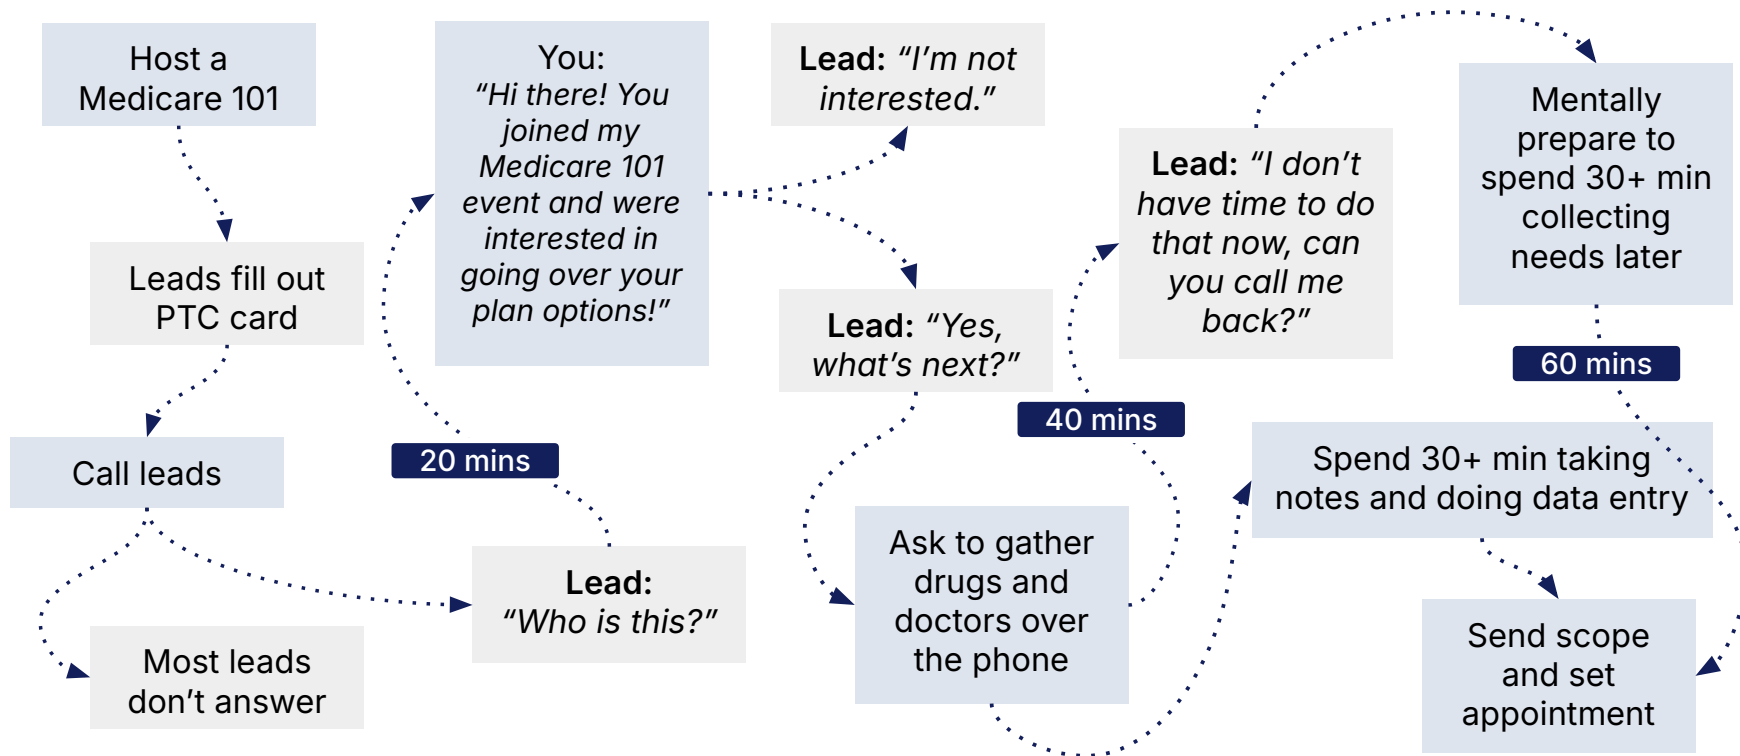 Host a
Medicare 101
Leads fill out
PTC card
Call leads
Most leads
don’t answer
Lead:
“Who is this?”
20 mins
You:
“Hi there! You
joined my
Medicare 101
event and were
interested in
going over your
plan options!”
Lead: “I’m not
interested.”
Lead: “Yes,
what’s next?”
Ask to gather
drugs and
doctors over
the phone
40 mins
Lead: “I don’t
have time to do
that now, can
you call me
back?”
Mentally
prepare to
spend 30+ min
collecting
needs later
60 mins
Spend 30+ min taking
notes and doing data entry
Send scope
and set
appointment